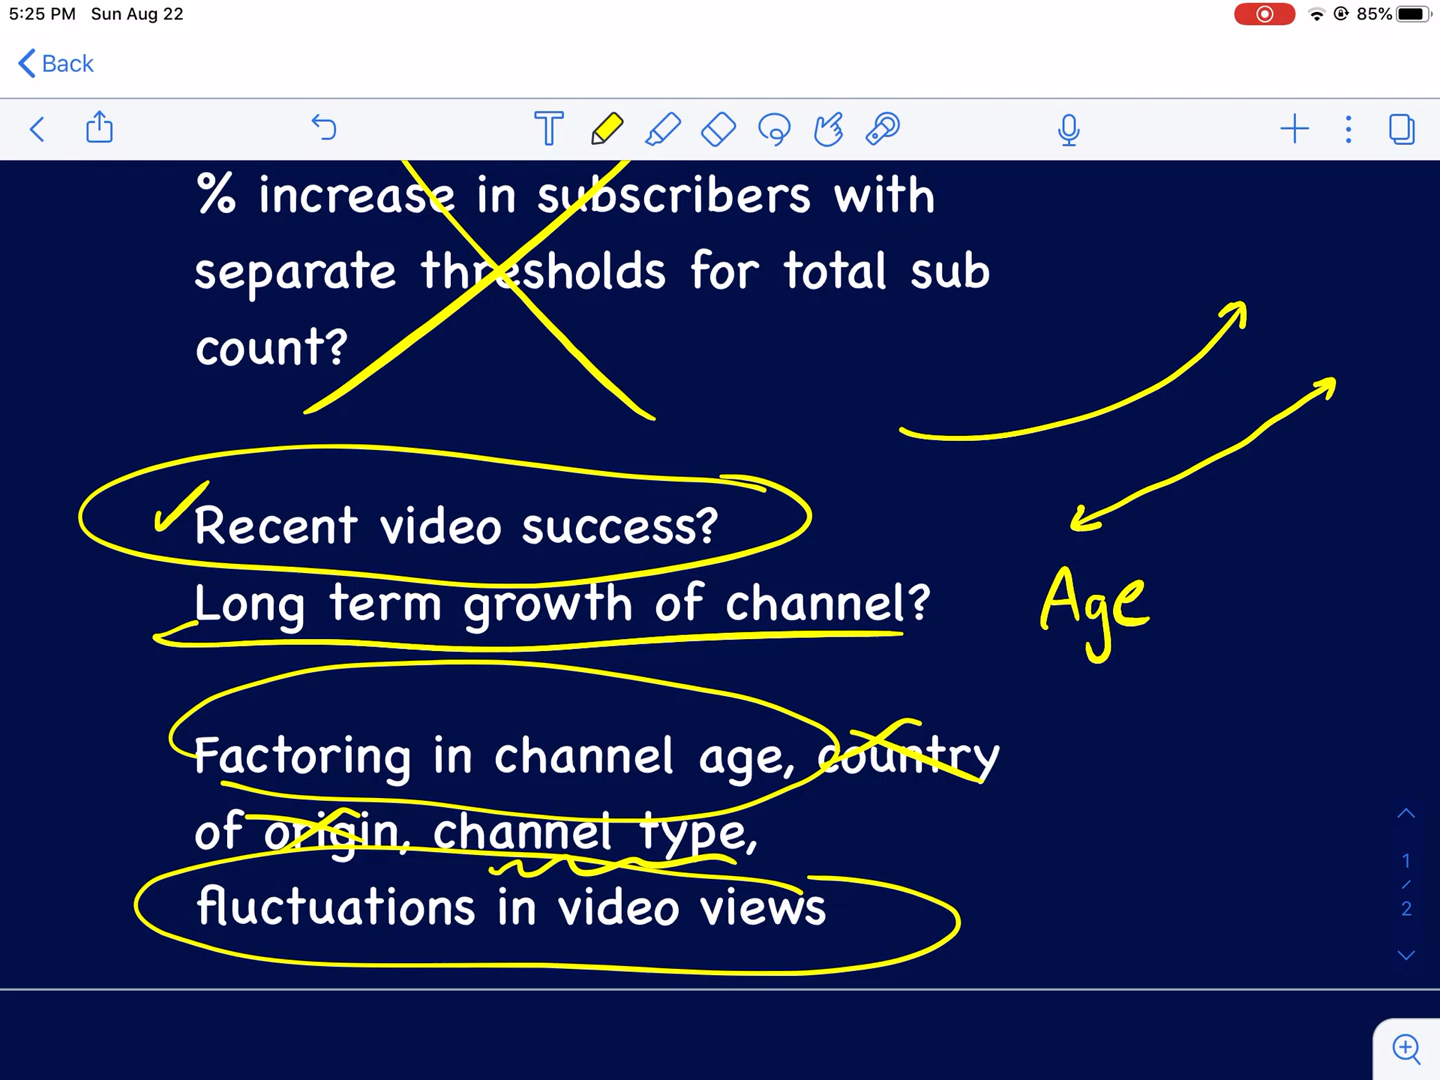 5:25 PM Sun Aug 22
85%
Back
% increase in subscribers with
separate thresholds for total sub
count?
Recent video success?
Long term growth of channel?
Age
Factoring in channel age, country
of origin, channel type,
fluctuations in video views
1
2